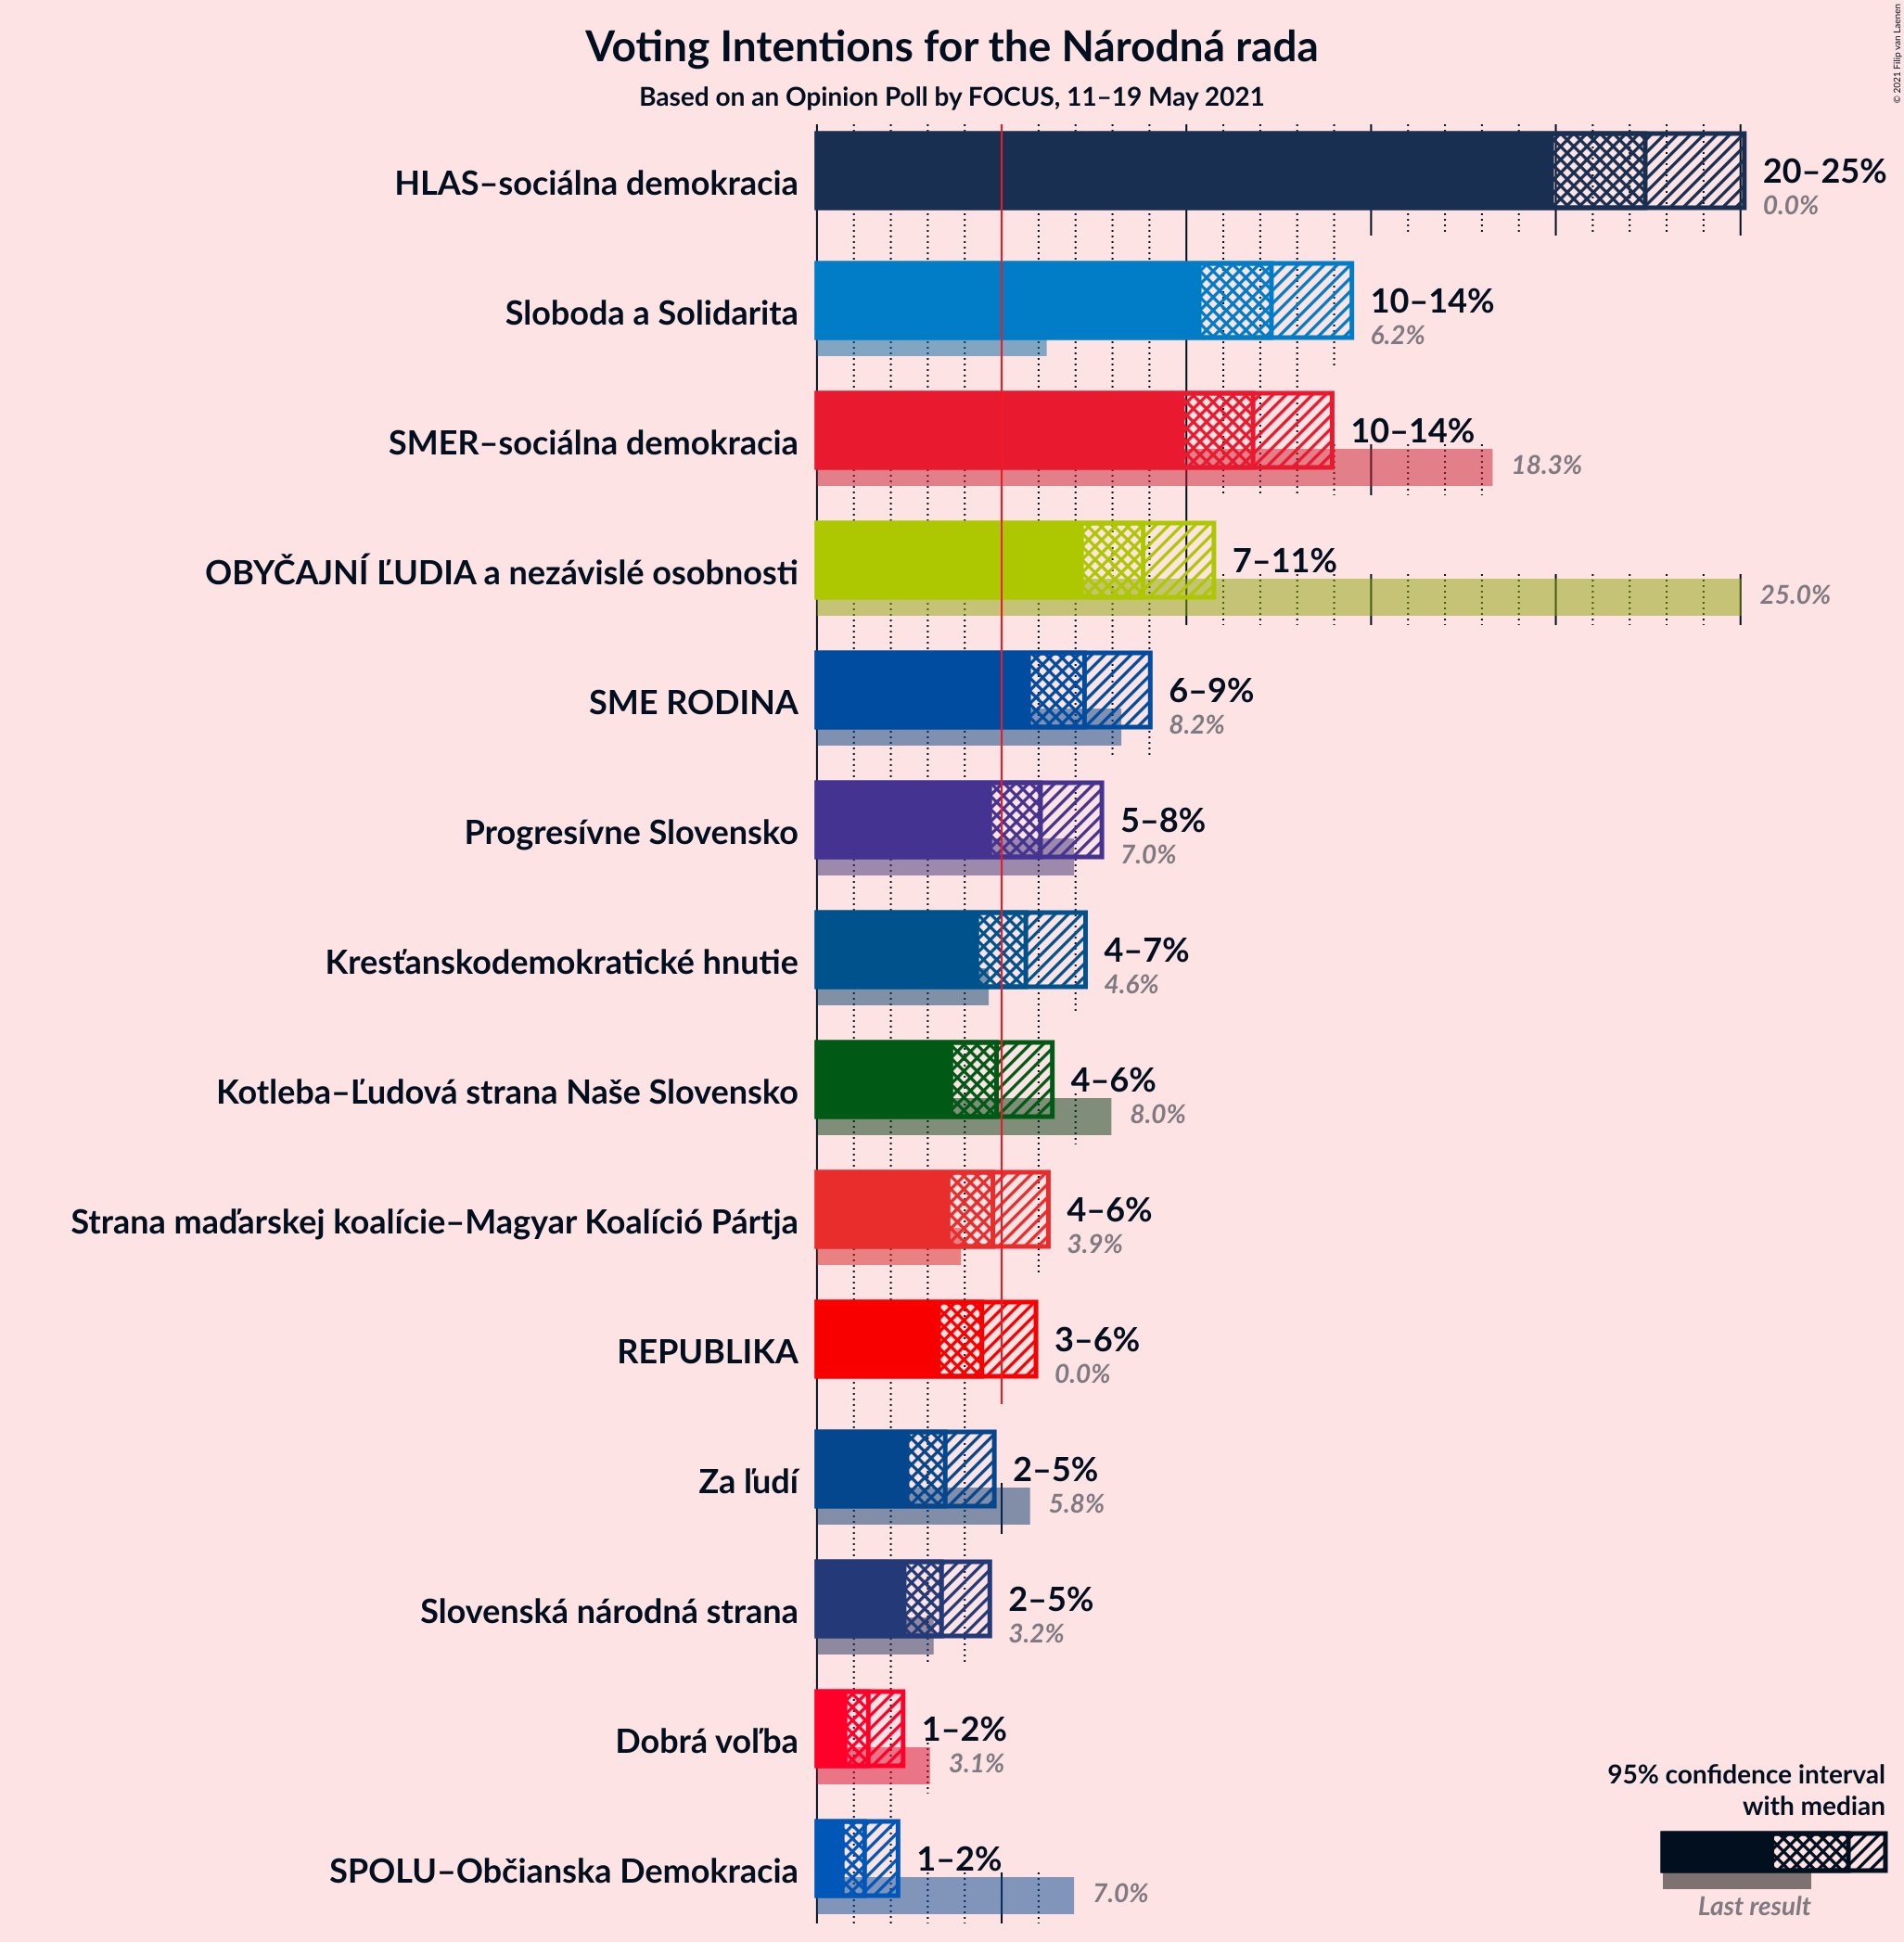 Voting Intentions for the Národná rada
Based on an Opinion Poll by FOCUS, 11–19 May 2021
© 2021 Filip van Laenen
HLAS–sociálna demokracia
20–25%
0.0%
Sloboda a Solidarita
10–14%
6.2%
SMER–sociálna demokracia
10–14%
18.3%
OBYČAJNÍ ĽUDIA a nezávislé osobnosti
7–11%
25.0%
SME RODINA
6–9%
8.2%
Progresívne Slovensko
5–8%
7.0%
Kresťanskodemokratické hnutie
4–7%
4.6%
Kotleba–Ľudová strana Naše Slovensko
4–6%
8.0%
Strana maďarskej koalície–Magyar Koalíció Pártja
4–6%
3.9%
REPUBLIKA
3–6%
0.0%
Za ľudí
2–5%
5.8%
Slovenská národná strana
2–5%
3.2%
Dobrá voľba
1–2%
3.1%
SPOLU–Občianska Demokracia
1–2%
7.0%
95% confidence interval
with median
Last result